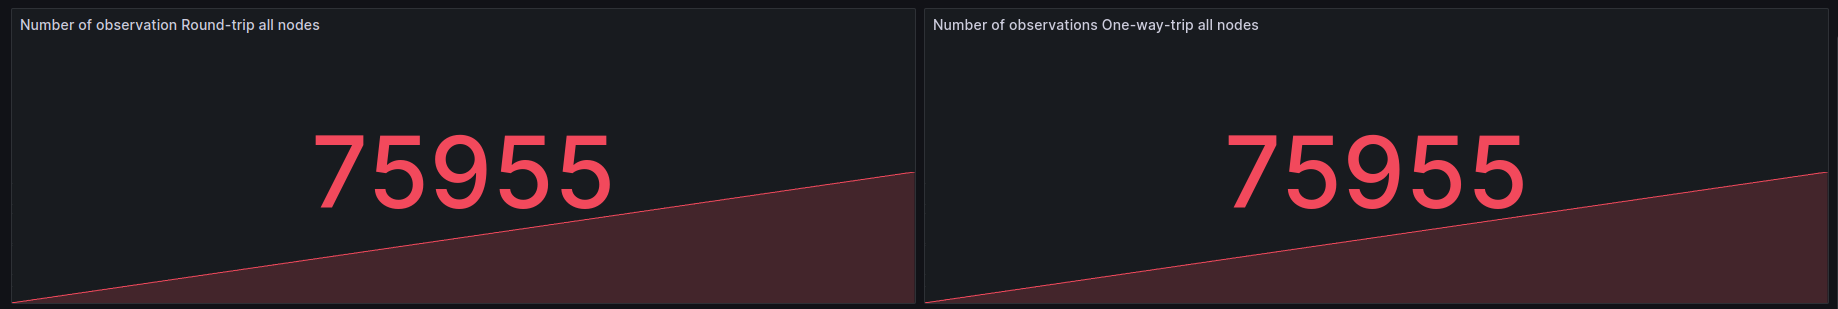 Number of observation Round-trip all nodes
75955
Number of observations One-way-trip all nodes
75955